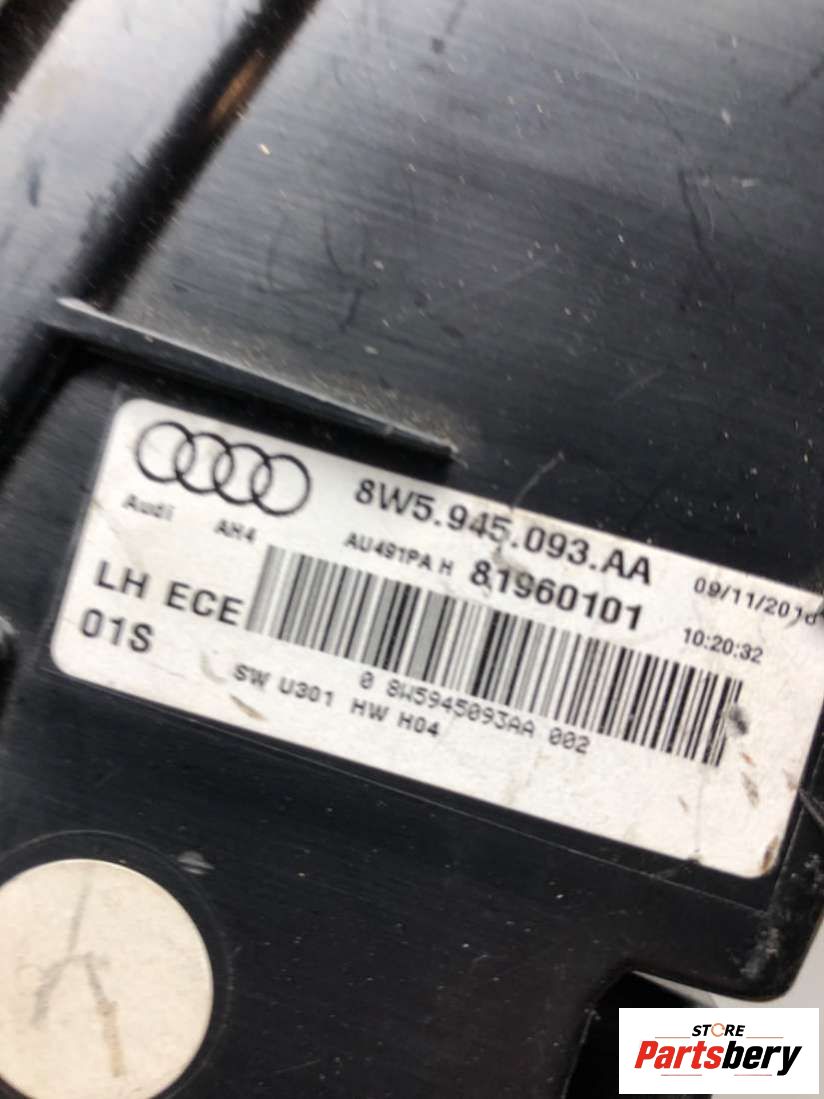 8W5.945.093.AA
Audi AH4 AU491PA H 81960101
09/11/2018
10:20:32
LH ECE
01S
0 8W5945093AA 002
SW U301 HW H04
STORE
Partsbery